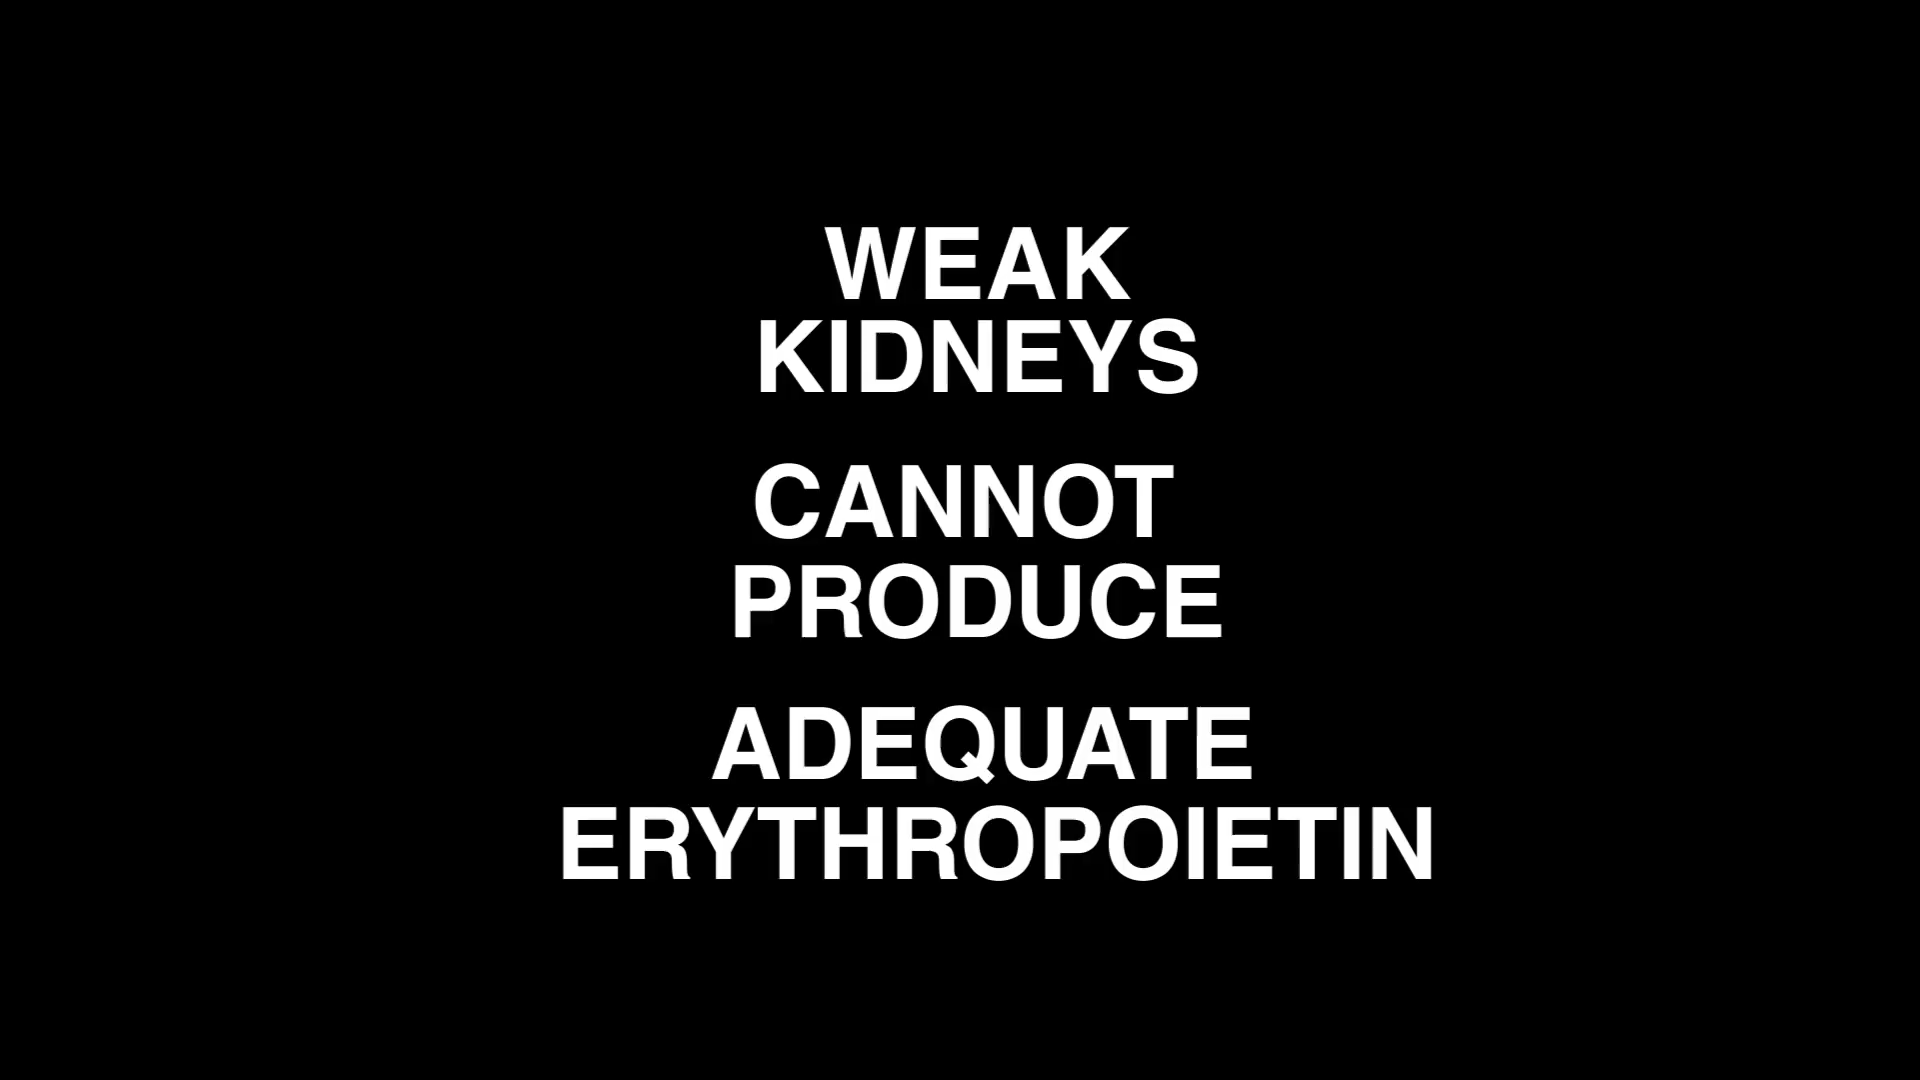 WEAK
KIDNEYS
CANNOT
PRODUCE
ADEQUATE
ERYTHROPOIETIN